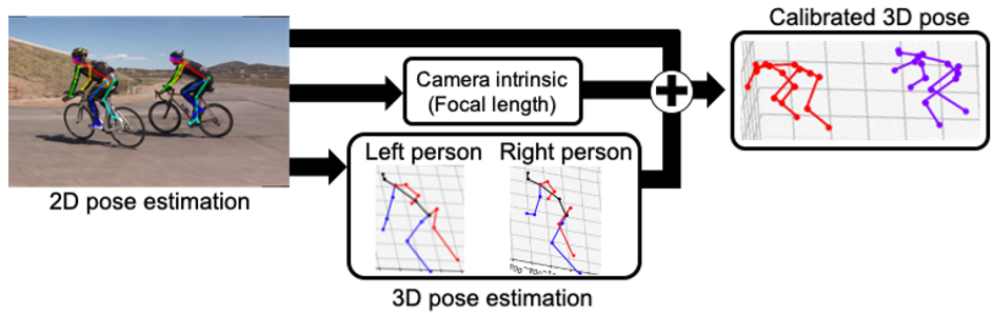 Calibrated 3D pose
Camera intrinsic
(Focal length)
Left person Right person
2D pose estimation
3D pose estimation